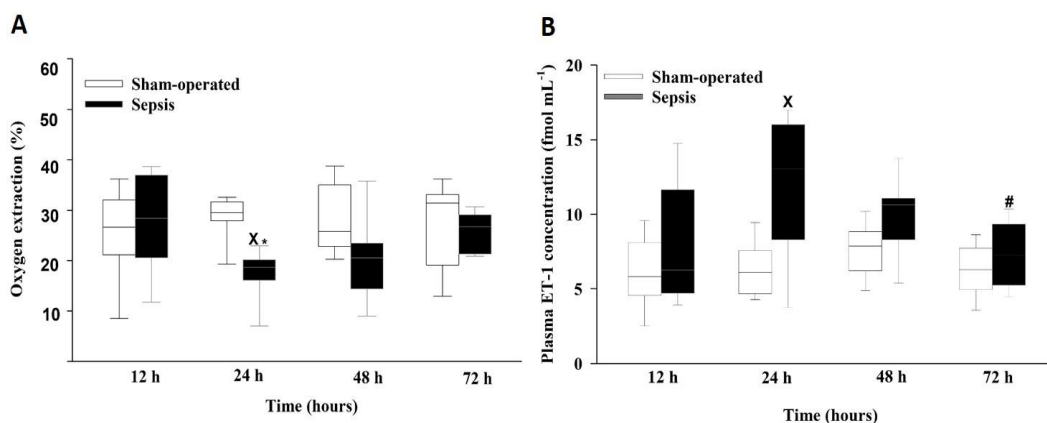 A
Oxygen extraction (%)
60
50
40
30
20
10
Sham-operated
Sepsis
X *
12 h 24 h 48 h 72 h
Time (hours)
B
Plasma ET-1 concentration (fmol mL⁻¹)
20
15
10
5
0
Sham-operated
Sepsis
X
#
12 h 24 h 48 h 72 h
Time (hours)